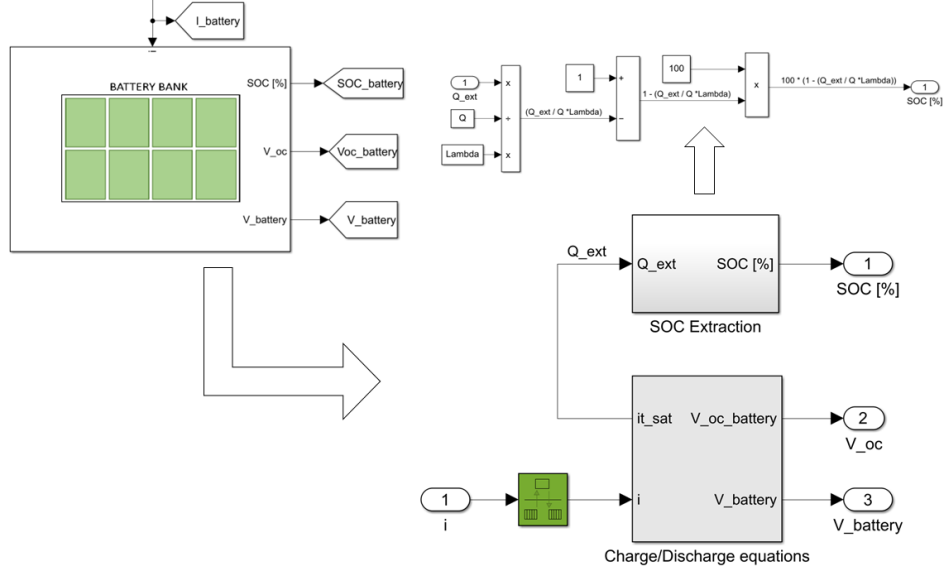 I_battery
I
BATTERY BANK
SOC [%]
SOC_battery
V_oc
Voc_battery
V_battery
V_battery
1
Q_ext
Q
Lambda
x
÷
x
(Q_ext / Q *Lambda)
1
+
−
1 - (Q_ext / Q *Lambda)
100
x
100 * (1 - (Q_ext / Q *Lambda))
1
SOC [%]
Q_ext
Q_ext
SOC [%]
1
SOC [%]
SOC Extraction
it_sat
V_oc_battery
2
V_oc
1
i
i
V_battery
3
V_battery
Charge/Discharge equations